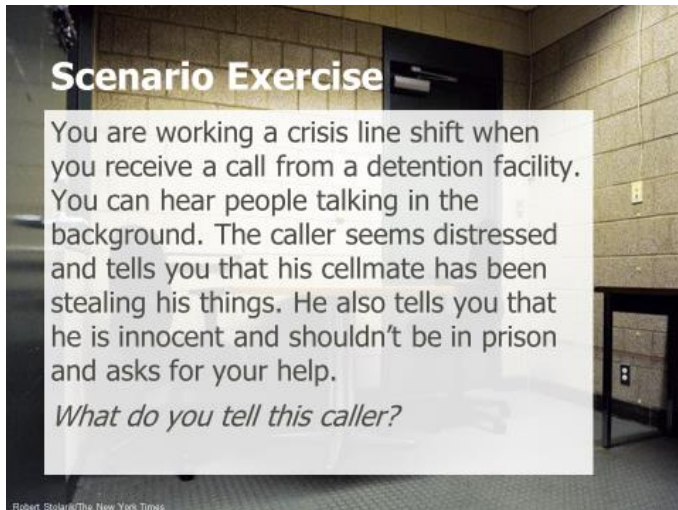 Scenario Exercise
You are working a crisis line shift when
you receive a call from a detention facility.
You can hear people talking in the
background. The caller seems distressed
and tells you that his cellmate has been
stealing his things. He also tells you that
he is innocent and shouldn’t be in prison
and asks for your help.
What do you tell this caller?
Robert Stolarik/The New York Times